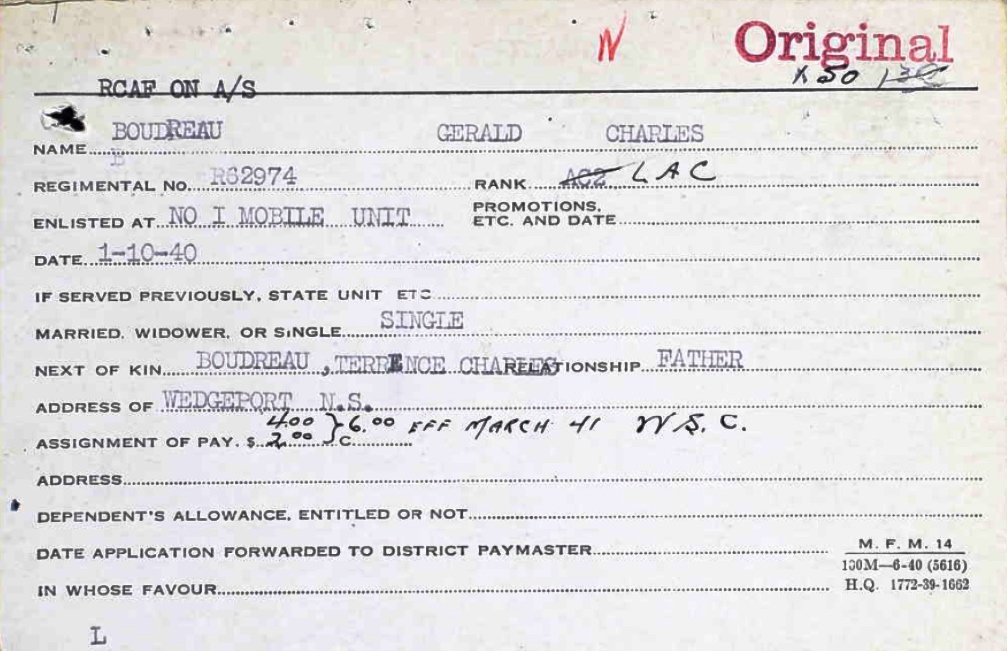 N Original
X 50 130
RCAF ON A/S
NAME BOUDREAU GERALD CHARLES
B
REGIMENTAL NO. R62974 RANK AC2 LAC
ENLISTED AT NO I MOBILE UNIT PROMOTIONS, ETC. AND DATE
DATE 1-10-40
IF SERVED PREVIOUSLY, STATE UNIT ETC
MARRIED, WIDOWER, OR SINGLE SINGLE
NEXT OF KIN BOUDREAU, TERRENCE CHARLES RELATIONSHIP FATHER
ADDRESS OF WEDGEPORT N.S.
4.00 } 6.00 EFF MARCH 41 W.S.C.
ASSIGNMENT OF PAY. $ 2.00 C
ADDRESS
DEPENDENT'S ALLOWANCE, ENTITLED OR NOT
DATE APPLICATION FORWARDED TO DISTRICT PAYMASTER
IN WHOSE FAVOUR
M. F. M. 14
130M—6-40 (5616)
H.Q. 1772-39-1662
L